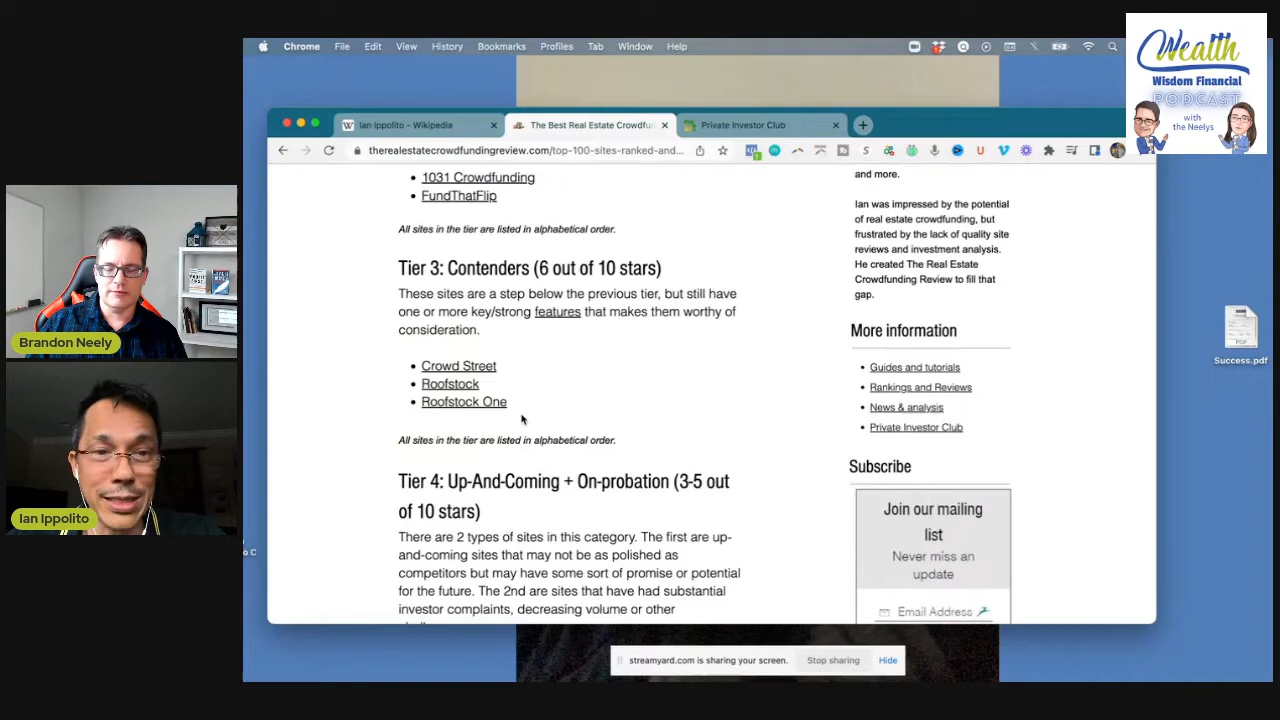 Chrome File Edit View History Bookmarks Profiles Tab Window Help
Wealth
Wisdom Financial
PODCAST
with
the Neelys
Ian Ippolito - Wikipedia
The Best Real Estate Crowdfun
Private Investor Club
therealestatecrowdfundingreview.com/top-100-sites-ranked-and...
1031 Crowdfunding
FundThatFlip
All sites in the tier are listed in alphabetical order.
Tier 3: Contenders (6 out of 10 stars)
These sites are a step below the previous tier, but still have
one or more key/strong features that makes them worthy of
consideration.
Crowd Street
Roofstock
Roofstock One
All sites in the tier are listed in alphabetical order.
Tier 4: Up-And-Coming + On-probation (3-5 out
of 10 stars)
There are 2 types of sites in this category. The first are up-
and-coming sites that may not be as polished as
competitors but may have some sort of promise or potential
for the future. The 2nd are sites that have had substantial
investor complaints, decreasing volume or other
and more.
Ian was impressed by the potential
of real estate crowdfunding, but
frustrated by the lack of quality site
reviews and investment analysis.
He created The Real Estate
Crowdfunding Review to fill that
gap.
More information
Guides and tutorials
Rankings and Reviews
News & analysis
Private Investor Club
Subscribe
Join our mailing
list
Never miss an
update
Email Address
PDF
Success.pdf
Brandon Neely
Ian Ippolito
o C
streamyard.com is sharing your screen. Stop sharing Hide